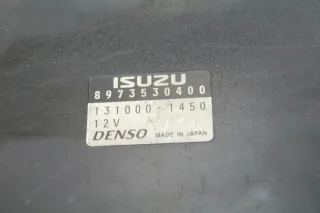 ISUZU
8973530400
131000-1450
12V
DENSO MADE IN JAPAN